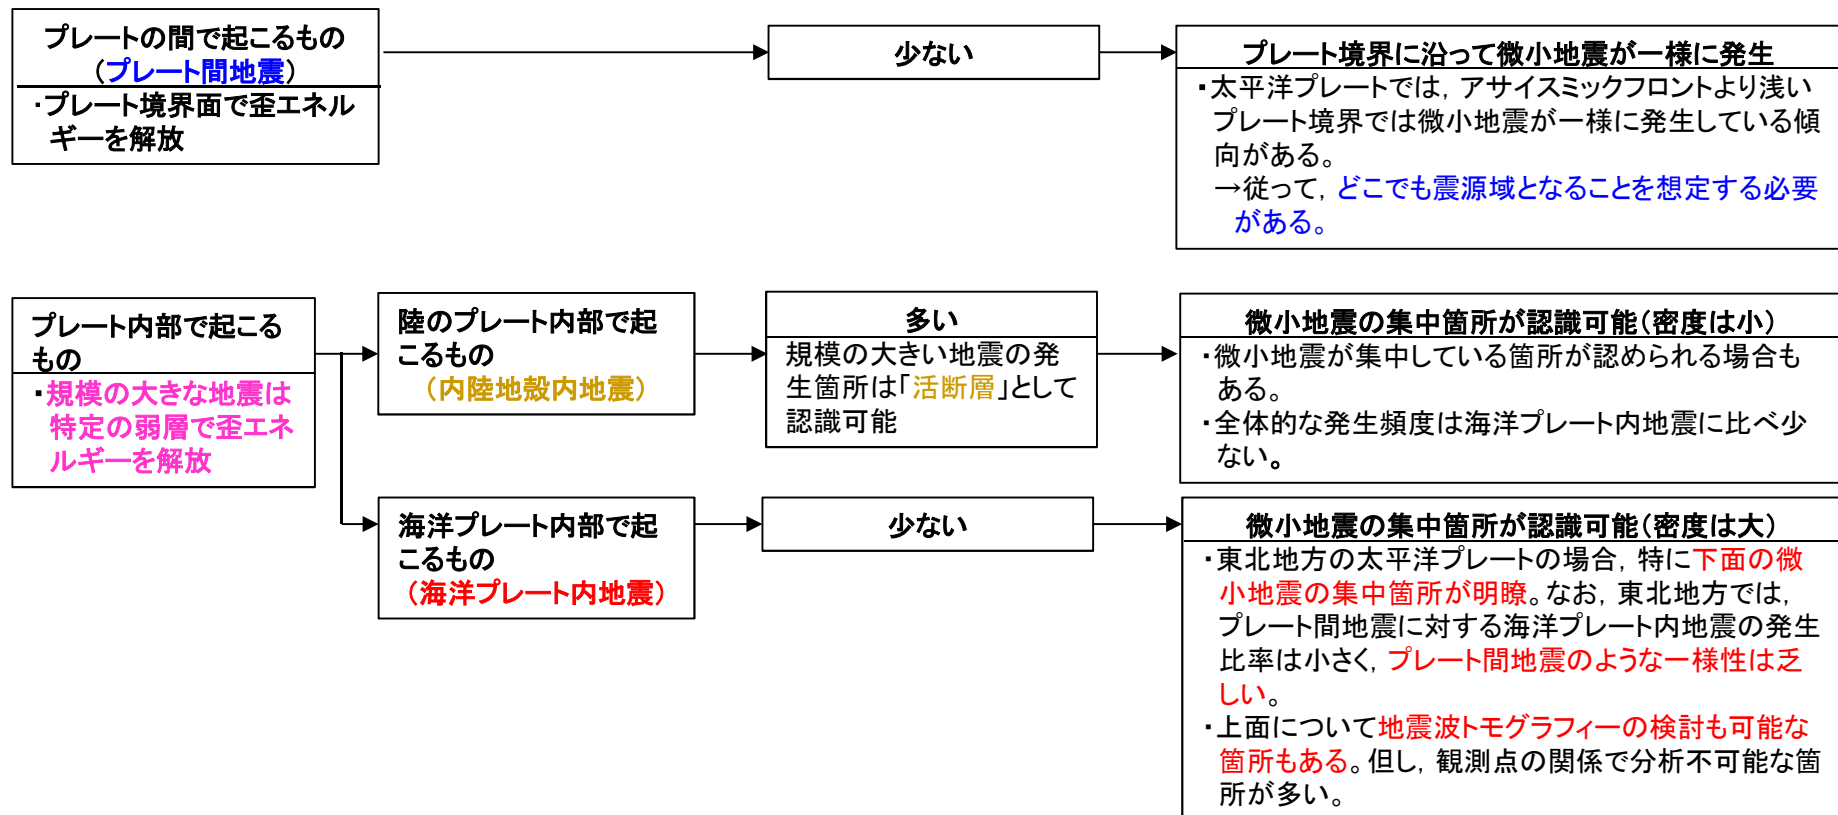 プレートの間で起こるもの
(プレート間地震)
・プレート境界面で歪エネル
ギーを解放
少ない
プレート境界に沿って微小地震が一様に発生
・太平洋プレートでは, アサイスミックフロントより浅い
プレート境界では微小地震が一様に発生している傾
向がある。
→従って, どこでも震源域となることを想定する必要
がある。
プレート内部で起こる
もの
・規模の大きな地震は
特定の弱層で歪エネ
ルギーを解放
陸のプレート内部で起
こるもの
(内陸地殻内地震)
多い
規模の大きい地震の発
生箇所は「活断層」として
認識可能
微小地震の集中箇所が認識可能(密度は小)
・微小地震が集中している箇所が認められる場合も
ある。
・全体的な発生頻度は海洋プレート内地震に比べ少
ない。
海洋プレート内部で起
こるもの
(海洋プレート内地震)
少ない
微小地震の集中箇所が認識可能(密度は大)
・東北地方の太平洋プレートの場合, 特に下面の微
小地震の集中箇所が明瞭。なお, 東北地方では,
プレート間地震に対する海洋プレート内地震の発生
比率は小さく, プレート間地震のような一様性は乏
しい。
・上面について地震波トモグラフィーの検討も可能な
箇所もある。但し, 観測点の関係で分析不可能な箇
所が多い。